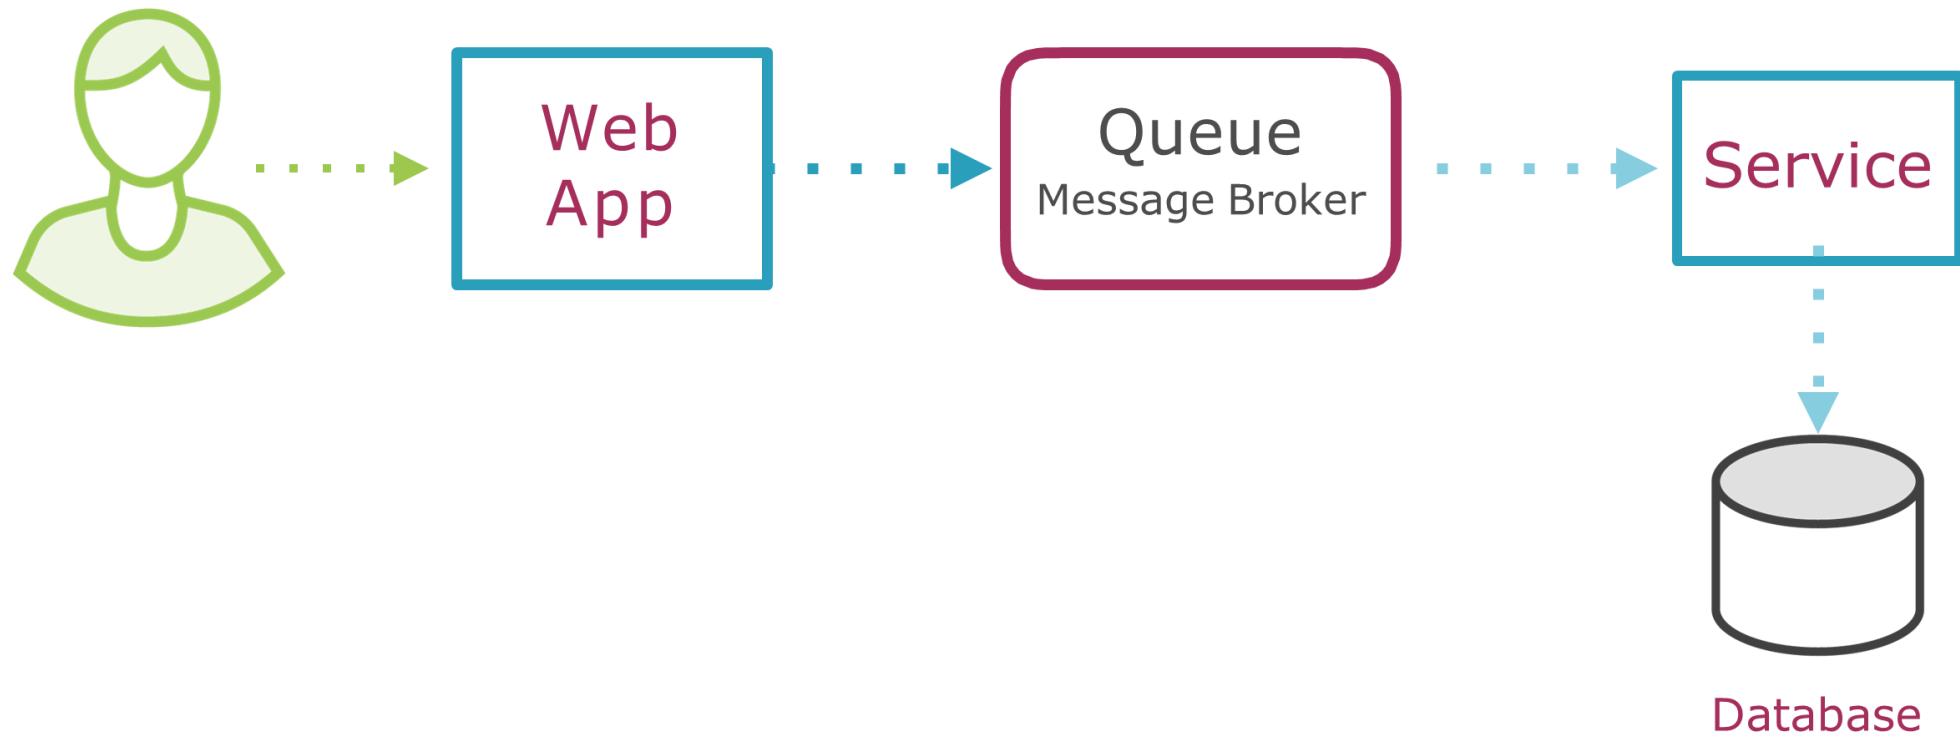 Web
App
Queue
Message Broker
Service
Database